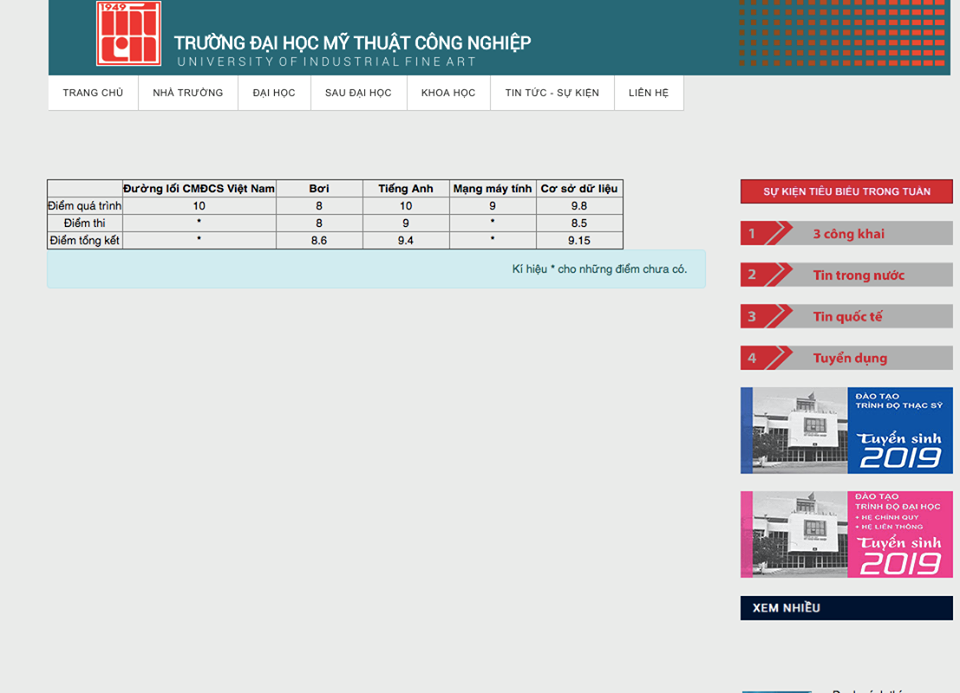 1949
TRƯỜNG ĐẠI HỌC MỸ THUẬT CÔNG NGHIỆP
UNIVERSITY OF INDUSTRIAL FINE ART
TRANG CHỦ NHÀ TRƯỜNG ĐẠI HỌC SAU ĐẠI HỌC KHOA HỌC TIN TỨC - SỰ KIỆN LIÊN HỆ
Đường lối CMĐCS Việt Nam Bơi Tiếng Anh Mạng máy tính Cơ sở dữ liệu
Điểm quá trình 10 8 10 9 9.8
Điểm thi * 8 9 * 8.5
Điểm tổng kết * 8.6 9.4 * 9.15
Kí hiệu * cho những điểm chưa có.
SỰ KIỆN TIÊU BIỂU TRONG TUẦN
1 3 công khai
2 Tin trong nước
3 Tin quốc tế
4 Tuyển dụng
ĐÀO TẠO
TRÌNH ĐỘ THẠC SỸ
Tuyển sinh
2019
ĐÀO TẠO
TRÌNH ĐỘ ĐẠI HỌC
• HỆ CHÍNH QUY
• HỆ LIÊN THÔNG
Tuyển sinh
2019
XEM NHIỀU